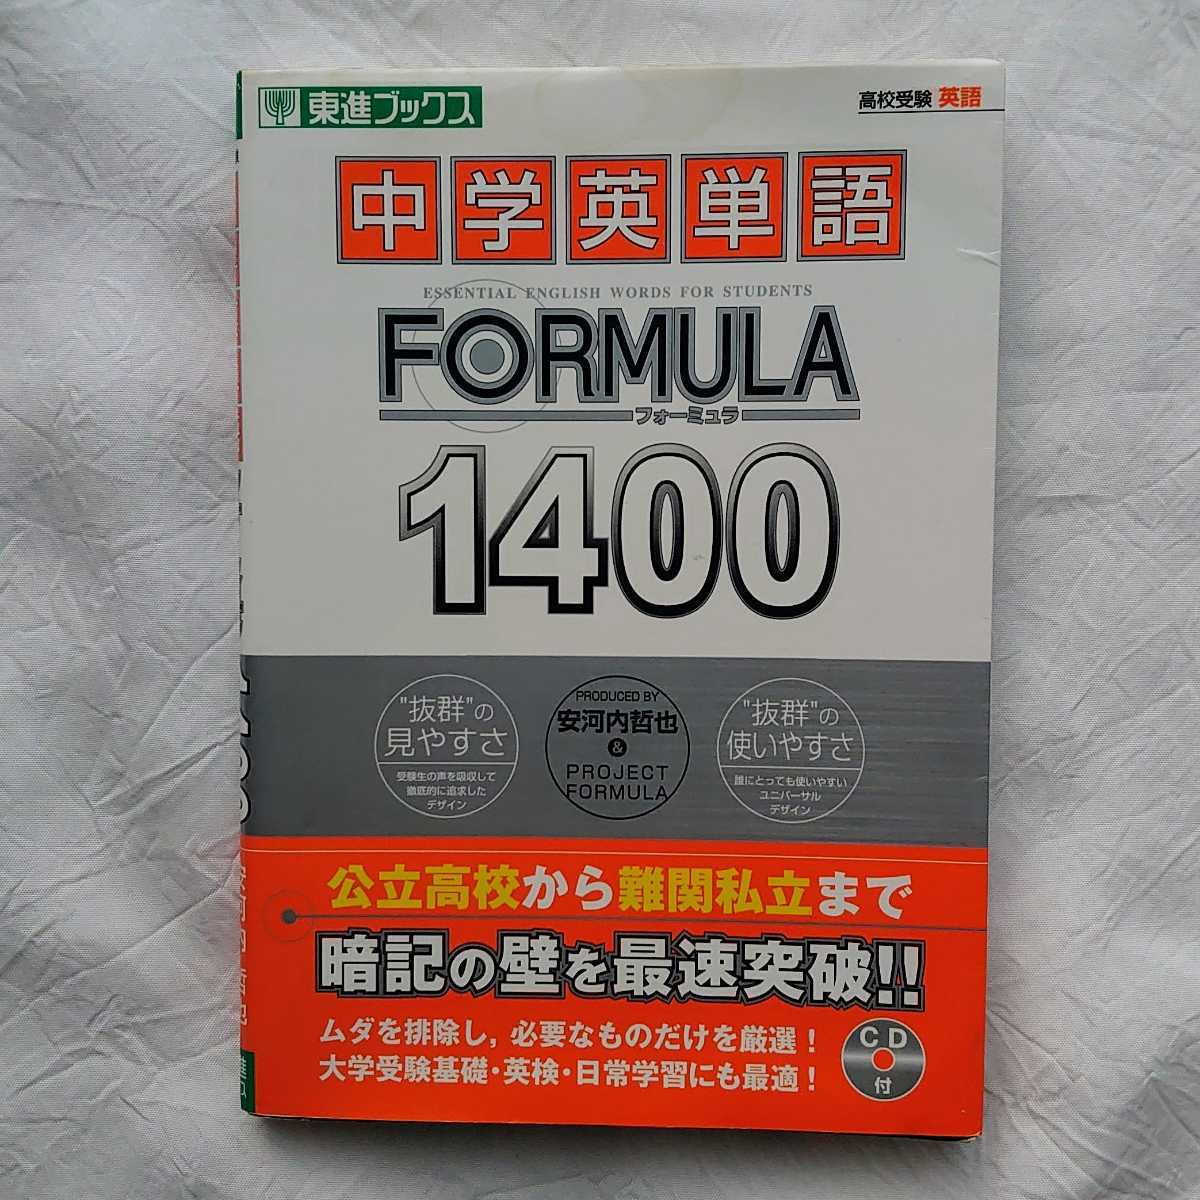 東進ブックス
高校受験 英語
中学英単語
ESSENTIAL ENGLISH WORDS FOR STUDENTS
FORMULA
フォーミュラ
1400
"抜群"の
見やすさ
受験生の声を吸収して
徹底的に追求した
デザイン
PRODUCED BY
安河内哲也
&
PROJECT
FORMULA
"抜群"の
使いやすさ
誰にとっても使いやすい
ユニバーサル
デザイン
公立高校から難関私立まで
暗記の壁を最速突破!!
ムダを排除し,必要なものだけを厳選!
大学受験基礎・英検・日常学習にも最適!
CD
付